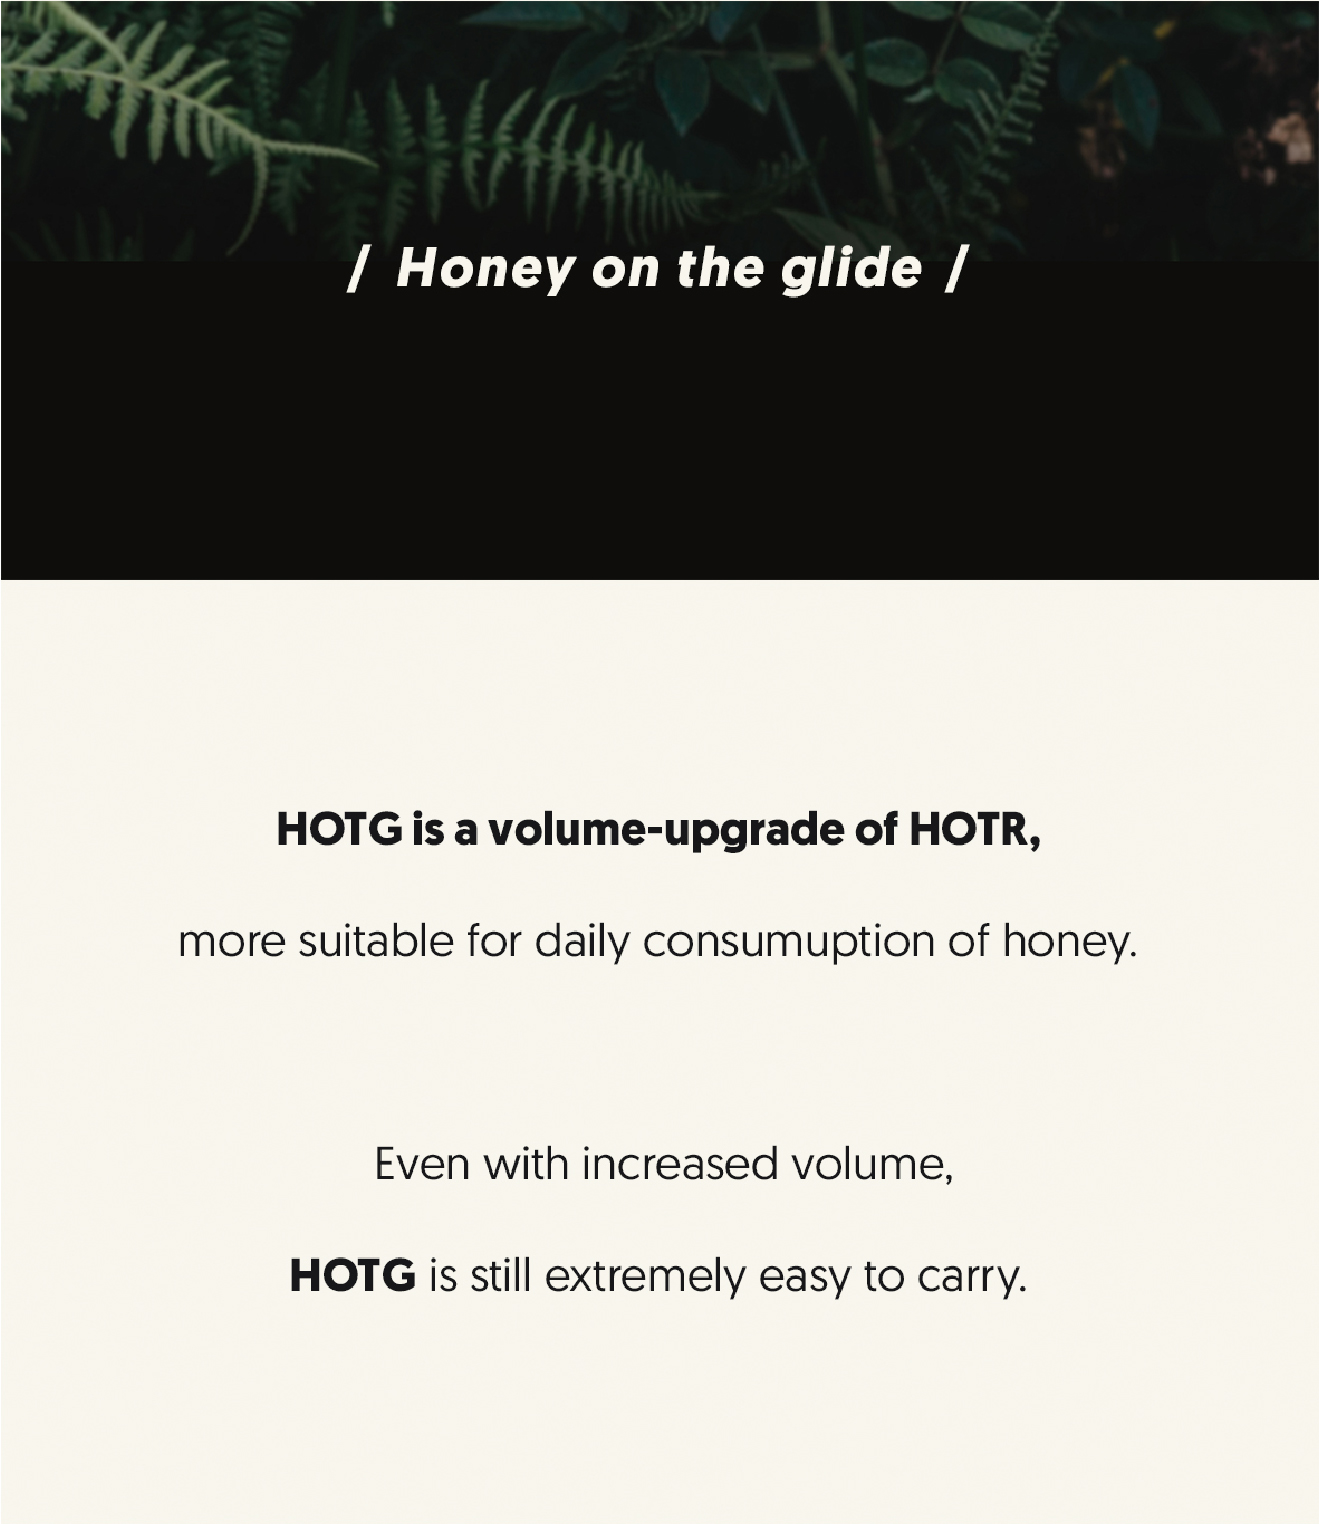 / Honey on the glide /
HOTG is a volume-upgrade of HOTR,
more suitable for daily consumuption of honey.
Even with increased volume,
HOTG is still extremely easy to carry.